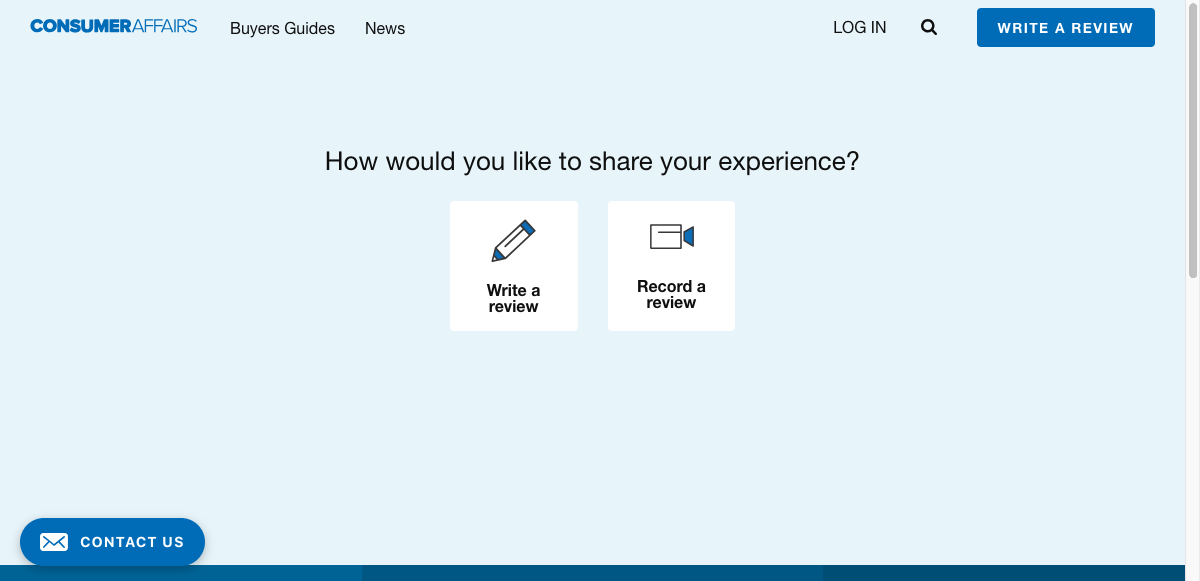 CONSUMERAFFAIRS
Buyers Guides
News
LOG IN
WRITE A REVIEW
How would you like to share your experience?
Write a
review
Record a
review
CONTACT US